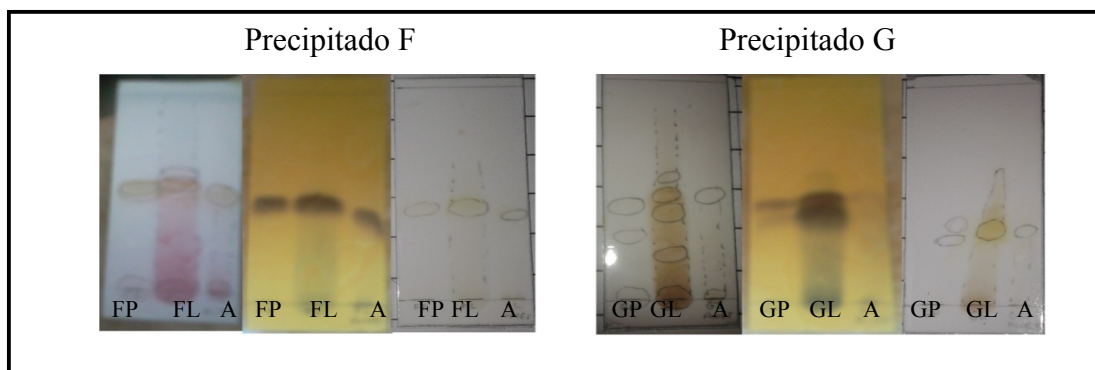 Precipitado F
Precipitado G
FP FL A FP FL A FP FL A
GP GL A GP GL A GP GL A